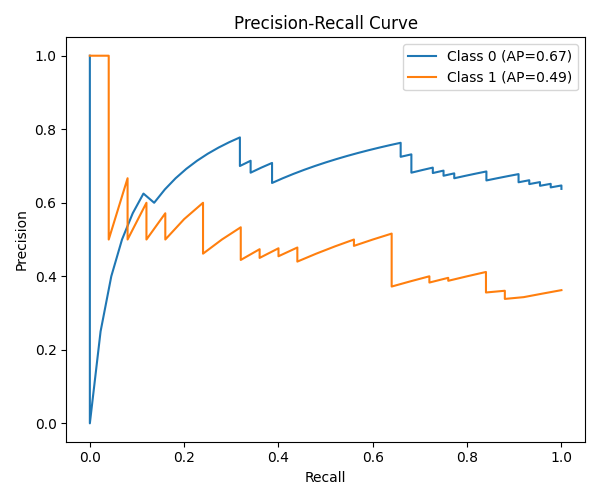 Precision-Recall Curve
Class 0 (AP=0.67)
Class 1 (AP=0.49)
Precision
1.0
0.8
0.6
0.4
0.2
0.0
0.0 0.2 0.4 0.6 0.8 1.0
Recall